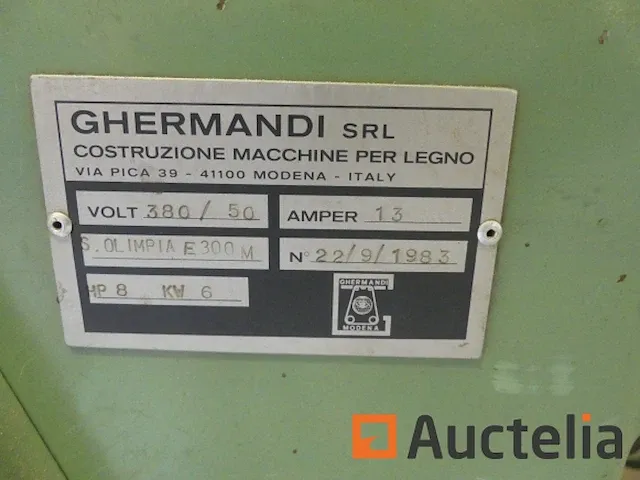 GHERMANDI SRL
COSTRUZIONE MACCHINE PER LEGNO
VIA PICA 39 - 41100 MODENA - ITALY
VOLT 380/50 AMPER 13
S.OLIMPIA E300M N° 22/9/1983
HP 8 KW 6
GHERMANDI
MODENA
Auctelia